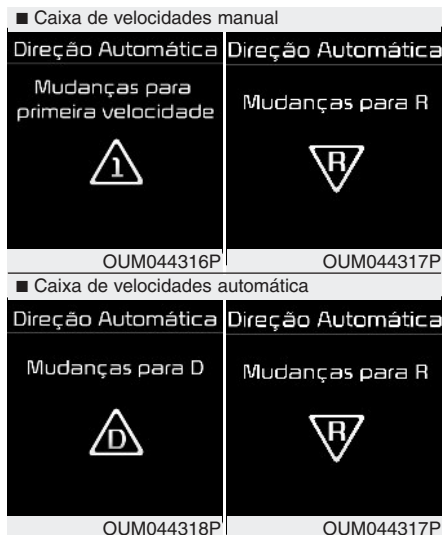 ■ Caixa de velocidades manual
Direção Automática
Mudanças para
primeira velocidade
1
OUM044316P
Direção Automática
Mudanças para R
R
OUM044317P
■ Caixa de velocidades automática
Direção Automática
Mudanças para D
D
OUM044318P
Direção Automática
Mudanças para R
R
OUM044317P